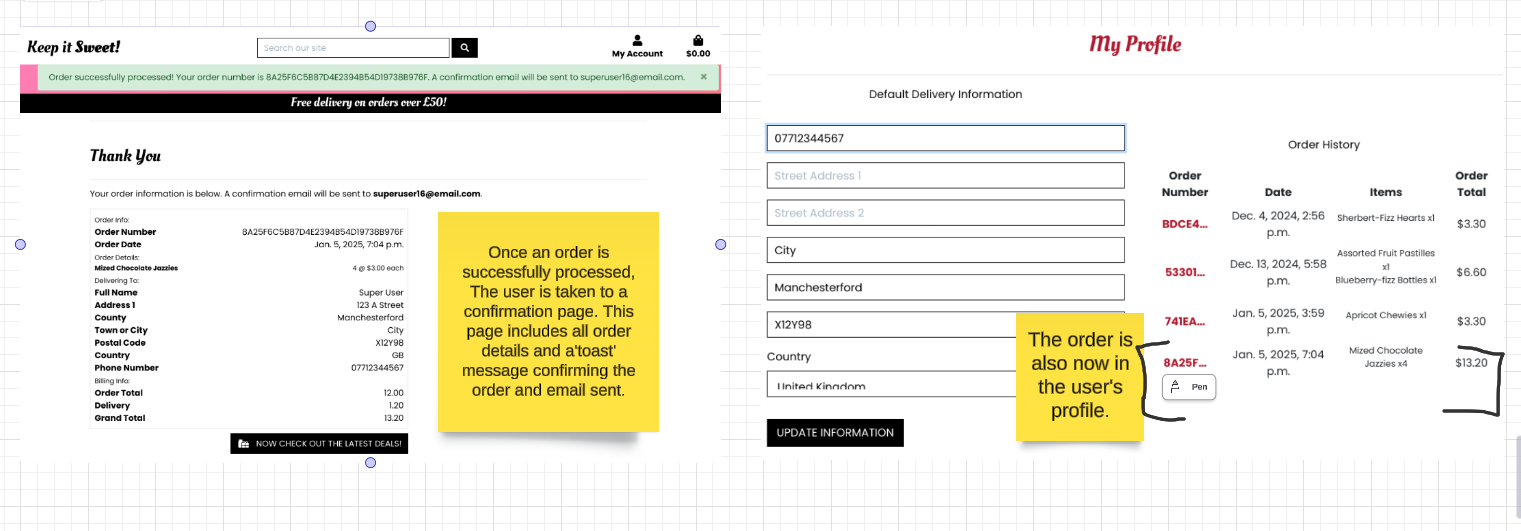 Keep it Sweet!
Search our site
My Account
$0.00
Order successfully processed! Your order number is 8A25F6C5B87D4E2394B54D19738B976F. A confirmation email will be sent to superuser16@email.com.
×
Free delivery on orders over £50!
Thank You
Your order information is below. A confirmation email will be sent to superuser16@email.com.
Order Info:
Order Number 8A25F6C5B87D4E2394B54D19738B976F
Order Date Jan. 5, 2025, 7:04 p.m.
Order Details:
Mized Chocolate Jazzies 4 @ $3.00 each
Delivering To:
Full Name Super User
Address 1 123 A Street
County Manchesterford
Town or City City
Postal Code X12Y98
Country GB
Phone Number 07712344567
Billing Info:
Order Total 12.00
Delivery 1.20
Grand Total 13.20
NOW CHECK OUT THE LATEST DEALS!
Once an order is
successfully processed,
The user is taken to a
confirmation page. This
page includes all order
details and a'toast'
message confirming the
order and email sent.
My Profile
Default Delivery Information
07712344567
Street Address 1
Street Address 2
City
Manchesterford
X12Y98
Country
United Kingdom
UPDATE INFORMATION
The order is
also now in
the user's
profile.
Order History
Order
Number
Date
Items
Order
Total
BDCE4...
Dec. 4, 2024, 2:56
p.m.
Sherbert-Fizz Hearts x1
$3.30
53301...
Dec. 13, 2024, 5:58
p.m.
Assorted Fruit Pastilles
x1
Blueberry-fizz Bottles x1
$6.60
741EA...
Jan. 5, 2025, 3:59
p.m.
Apricot Chewies x1
$3.30
8A25F...
Jan. 5, 2025, 7:04
p.m.
Mized Chocolate
Jazzies x4
$13.20
Pen